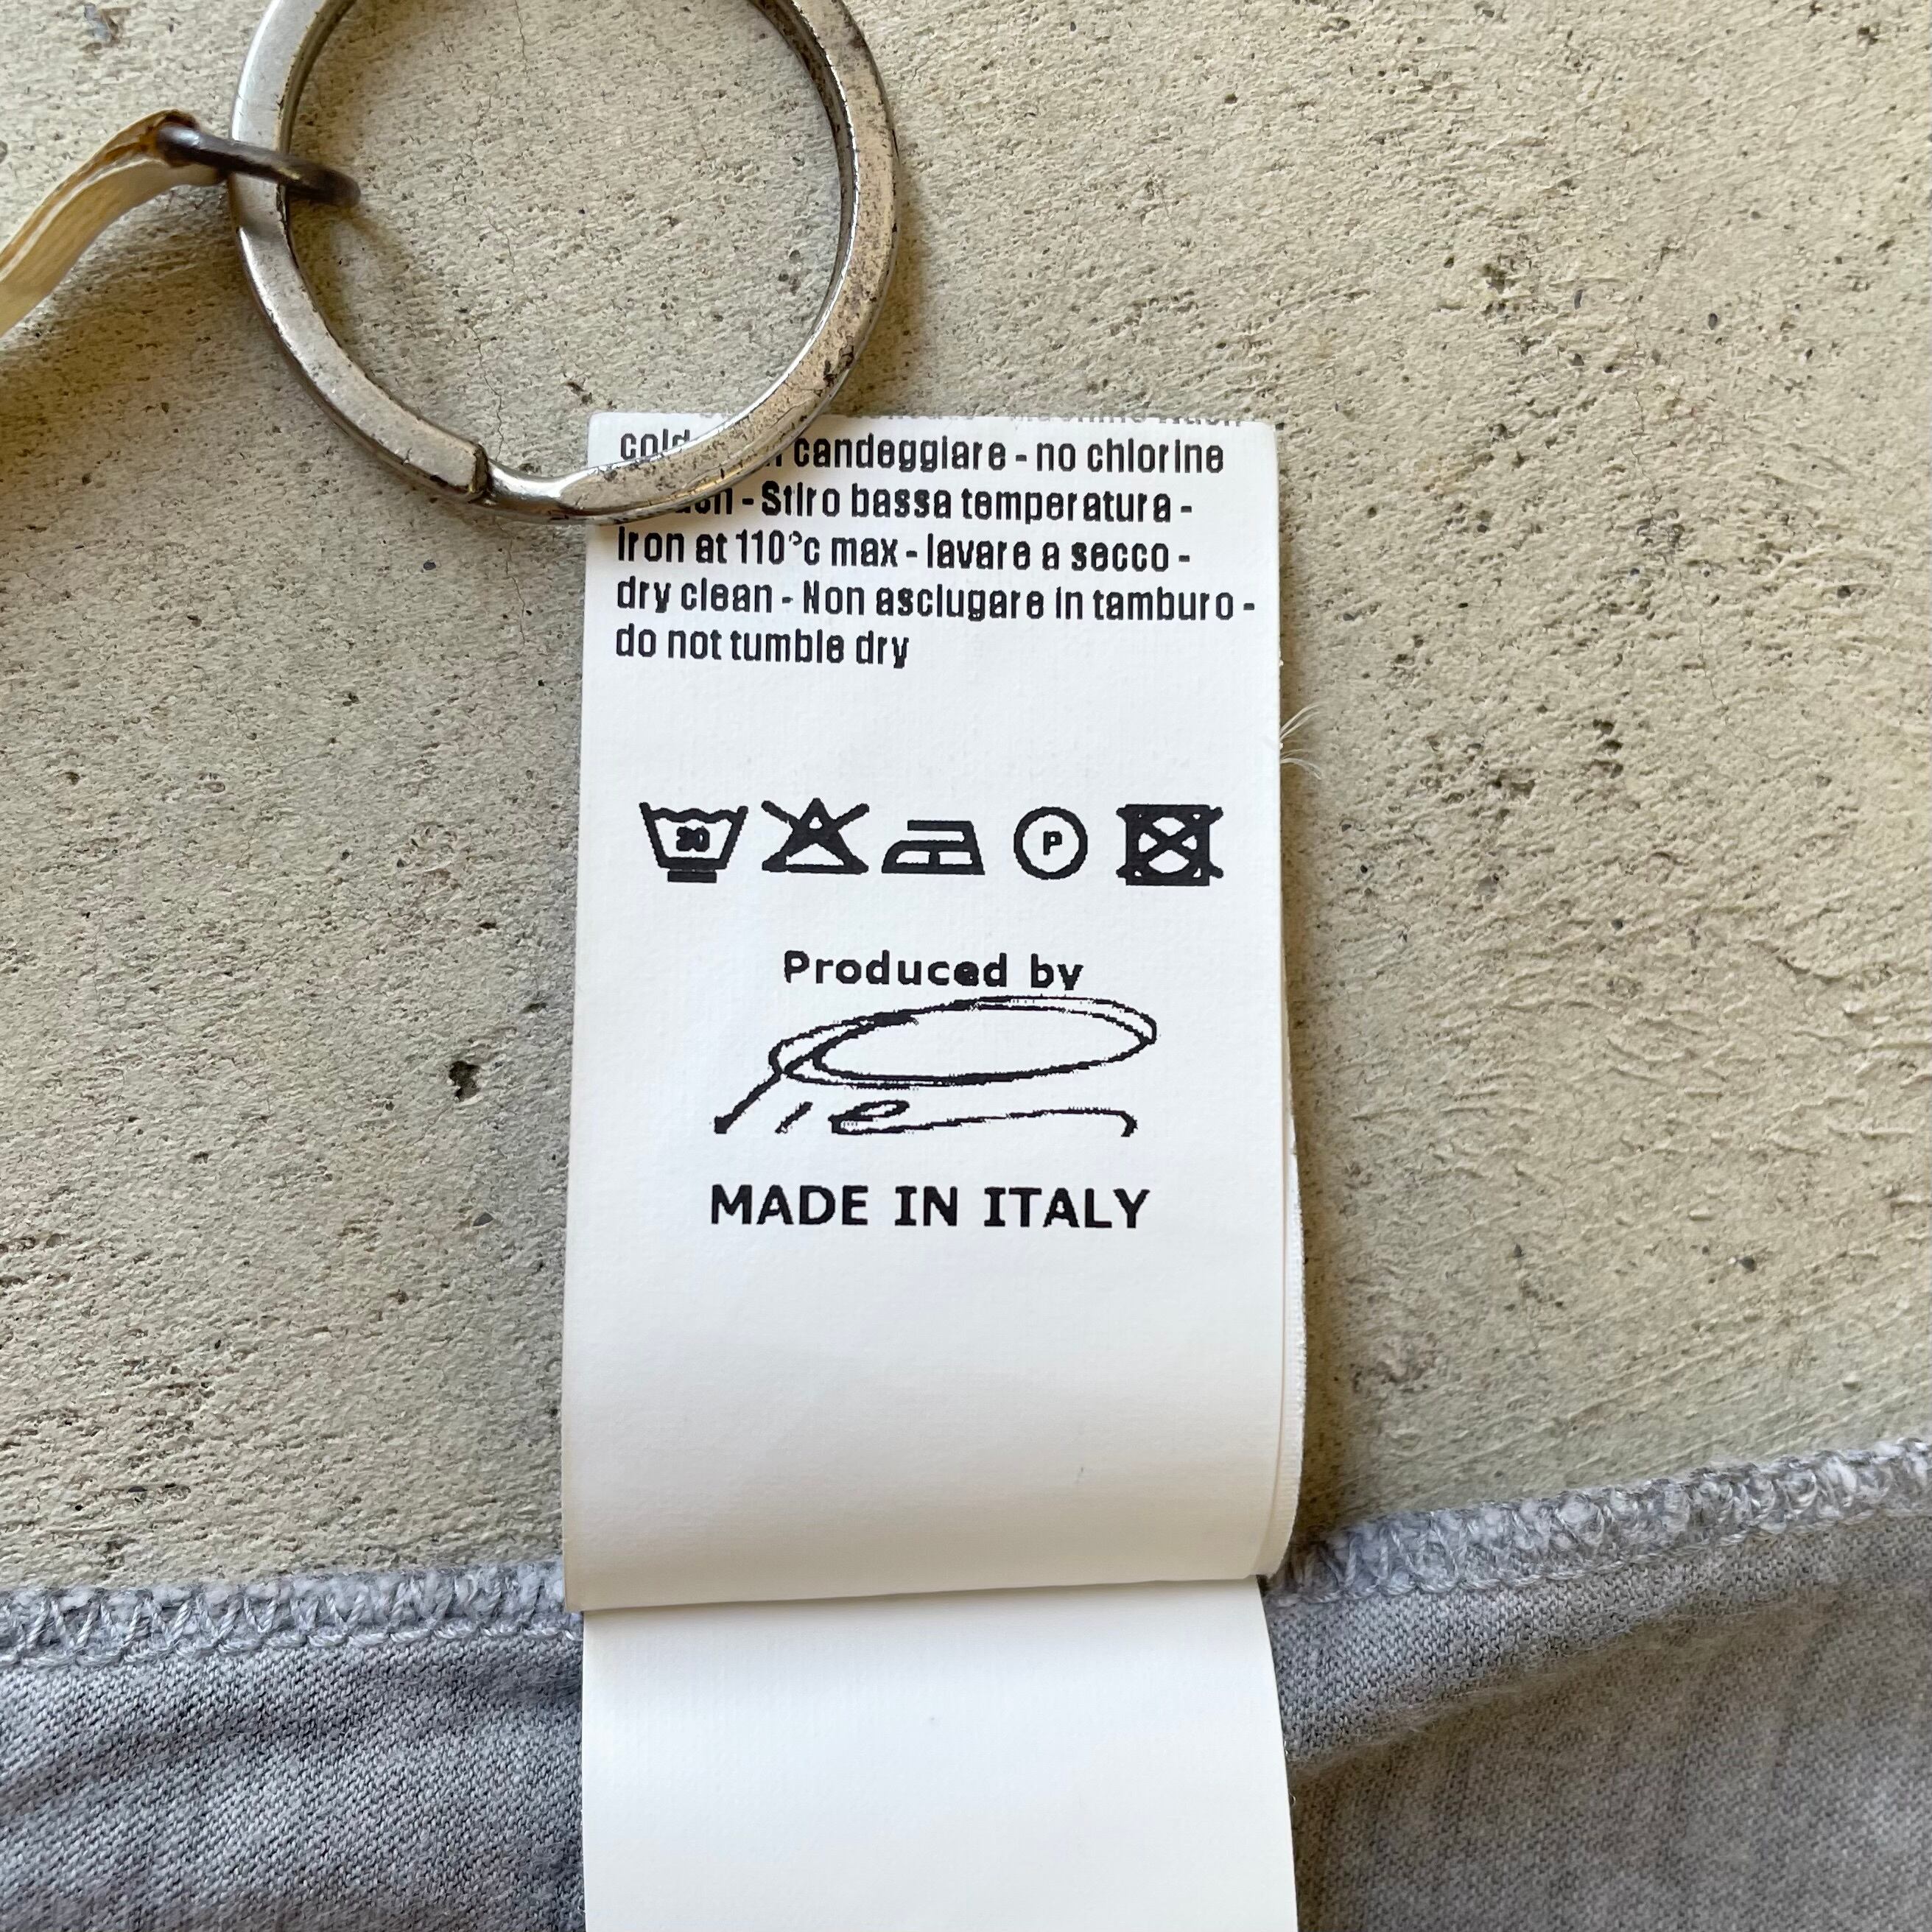 cold candeggiare - no chlorine
- Stiro bassa temperatura -
iron at 110°c max - lavare a secco -
dry clean - Non asciugare in tamburo -
do not tumble dry
30
P
Produced by
MADE IN ITALY